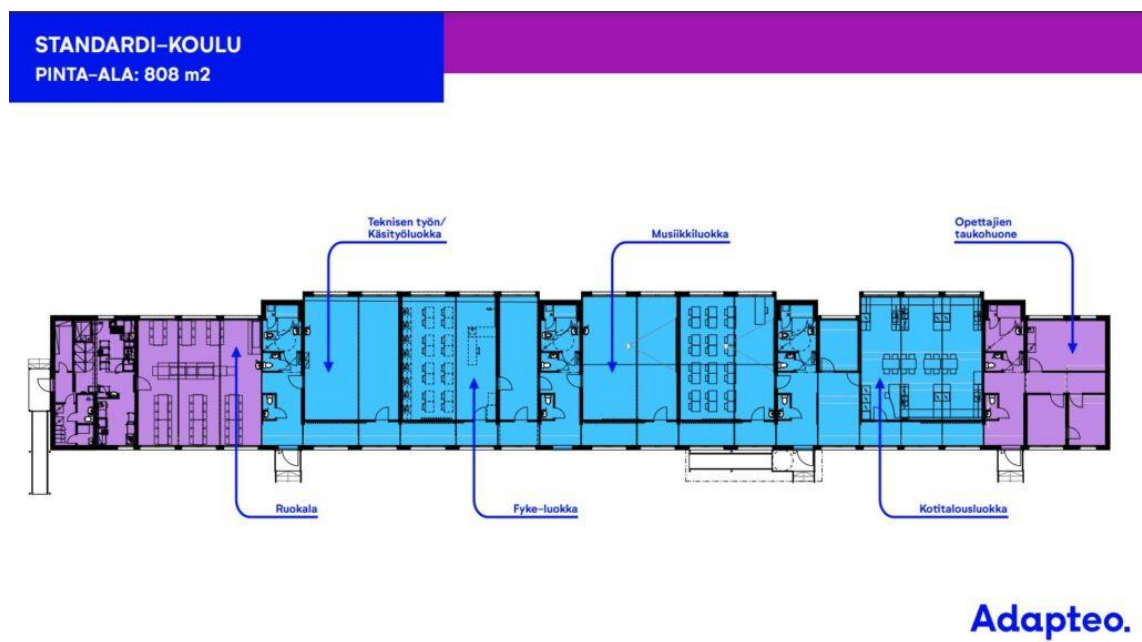 STANDARDI-KOULU
PINTA-ALA: 808 m2
Teknisen työn/
Käsityöluokka
Musiikkiluokka
Opettajien
taukohuone
Ruokala
Fyke-luokka
Kotitalousluokka
Adapteo.